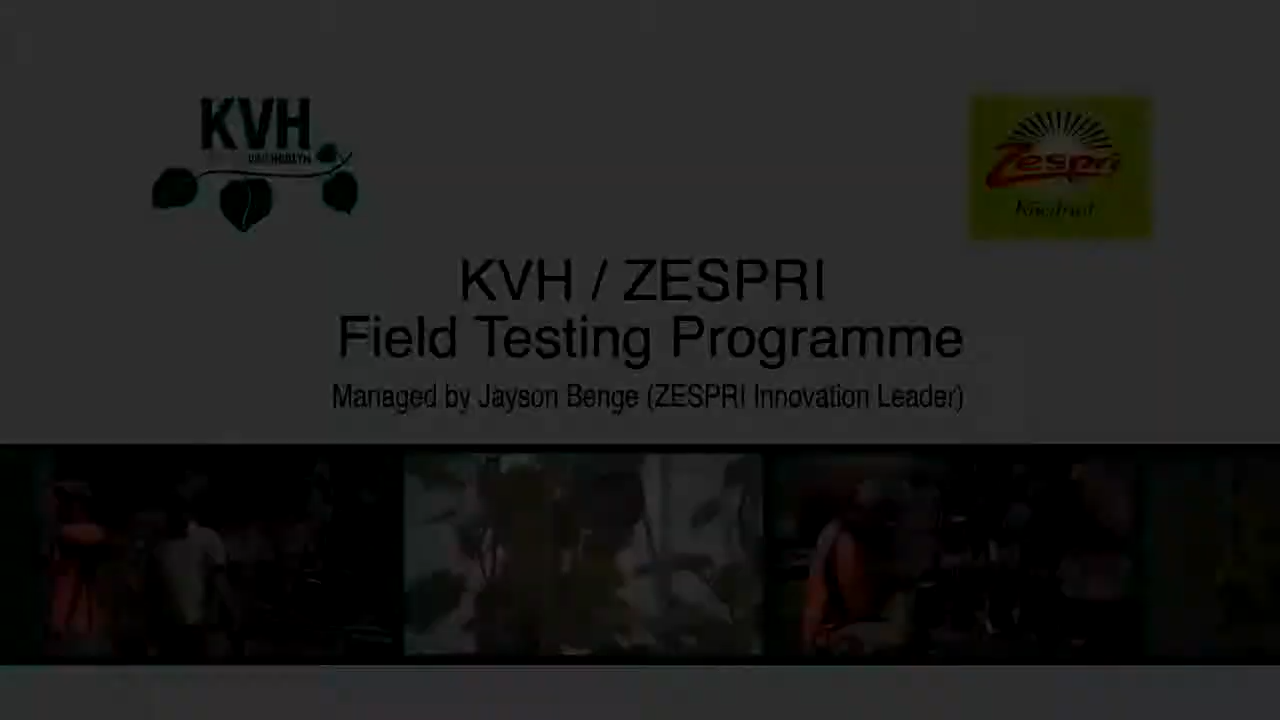 KVH
Zespri
KVH / ZESPRI
Field Testing Programme
Managed by Jayson Benge (ZESPRI Innovation Leader)